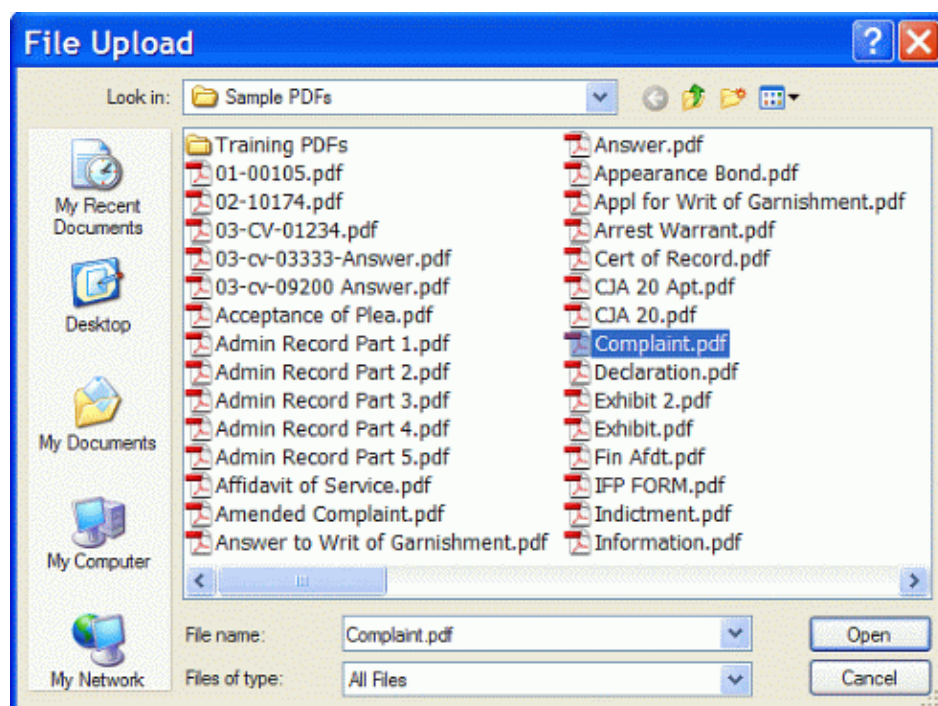 File Upload
Look in:
Sample PDFs
My Recent
Documents
Desktop
My Documents
My Computer
My Network
Training PDFs
01-00105.pdf
02-10174.pdf
03-CV-01234.pdf
03-cv-03333-Answer.pdf
03-cv-09200 Answer.pdf
Acceptance of Plea.pdf
Admin Record Part 1.pdf
Admin Record Part 2.pdf
Admin Record Part 3.pdf
Admin Record Part 4.pdf
Admin Record Part 5.pdf
Affidavit of Service.pdf
Amended Complaint.pdf
Answer to Writ of Garnishment.pdf
Answer.pdf
Appearance Bond.pdf
Appl for Writ of Garnishment.pdf
Arrest Warrant.pdf
Cert of Record.pdf
CJA 20 Apt.pdf
CJA 20.pdf
Complaint.pdf
Declaration.pdf
Exhibit 2.pdf
Exhibit.pdf
Fin Afdt.pdf
IFP FORM.pdf
Indictment.pdf
Information.pdf
File name:
Complaint.pdf
Open
Files of type:
All Files
Cancel